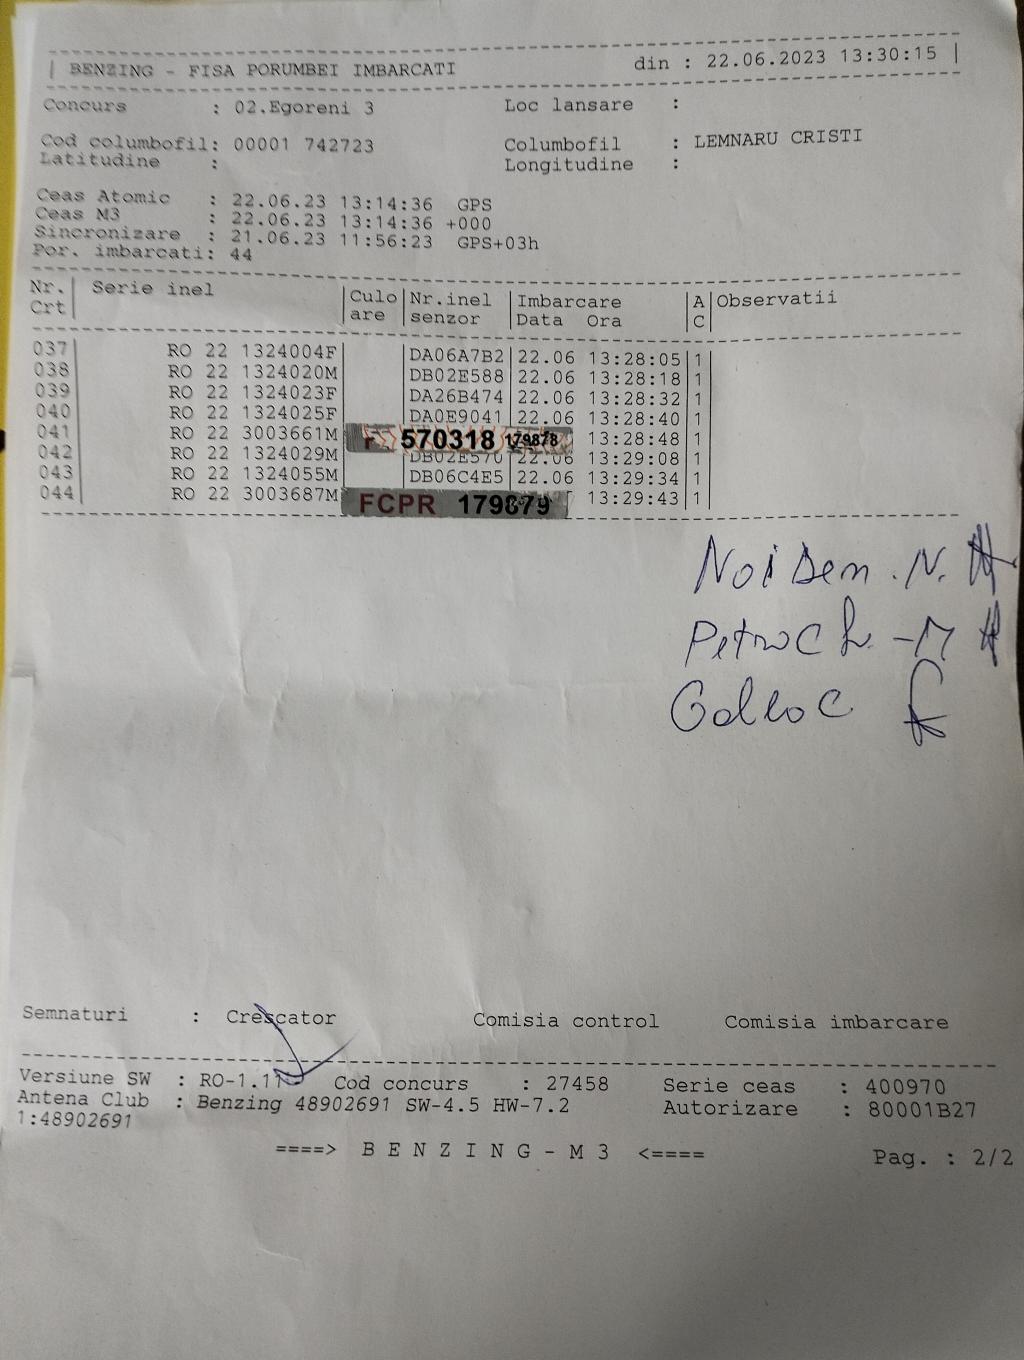 | BENZING - FISA PORUMBEI IMBARCATI din : 22.06.2023 13:30:15 |
Concurs : 02.Egoreni 3 Loc lansare :
Cod columbofil: 00001 742723 Columbofil : LEMNARU CRISTI
Latitudine : Longitudine :
Ceas Atomic : 22.06.23 13:14:36 GPS
Ceas M3 : 22.06.23 13:14:36 +000
Sincronizare : 21.06.23 11:56:23 GPS+03h
Por. imbarcati: 44
Nr.| Serie inel |Culo|Nr.inel |Imbarcare |A|Observatii
Crt| |are |senzor |Data Ora |C|
037| RO 22 1324004F| |DA06A7B2|22.06 13:28:05|1|
038| RO 22 1324020M| |DB02E588|22.06 13:28:18|1|
039| RO 22 1324023F| |DA26B474|22.06 13:28:32|1|
040| RO 22 1324025F| |DA0E9041|22.06 13:28:40|1|
041| RO 22 3003661M F 570318 179878 13:28:48|1|
042| RO 22 1324029M| |DB02E570|22.06 13:29:08|1|
043| RO 22 1324055M| |DB06C4E5|22.06 13:29:34|1|
044| RO 22 3003687M FCPR 179879 13:29:43|1|
Semnaturi : Crescator Comisia control Comisia imbarcare
Versiune SW : RO-1.11 Cod concurs : 27458 Serie ceas : 400970
Antena Club : Benzing 48902691 SW-4.5 HW-7.2 Autorizare : 80001B27
1:48902691
====> B E N Z I N G - M 3 <==== Pag. : 2/2